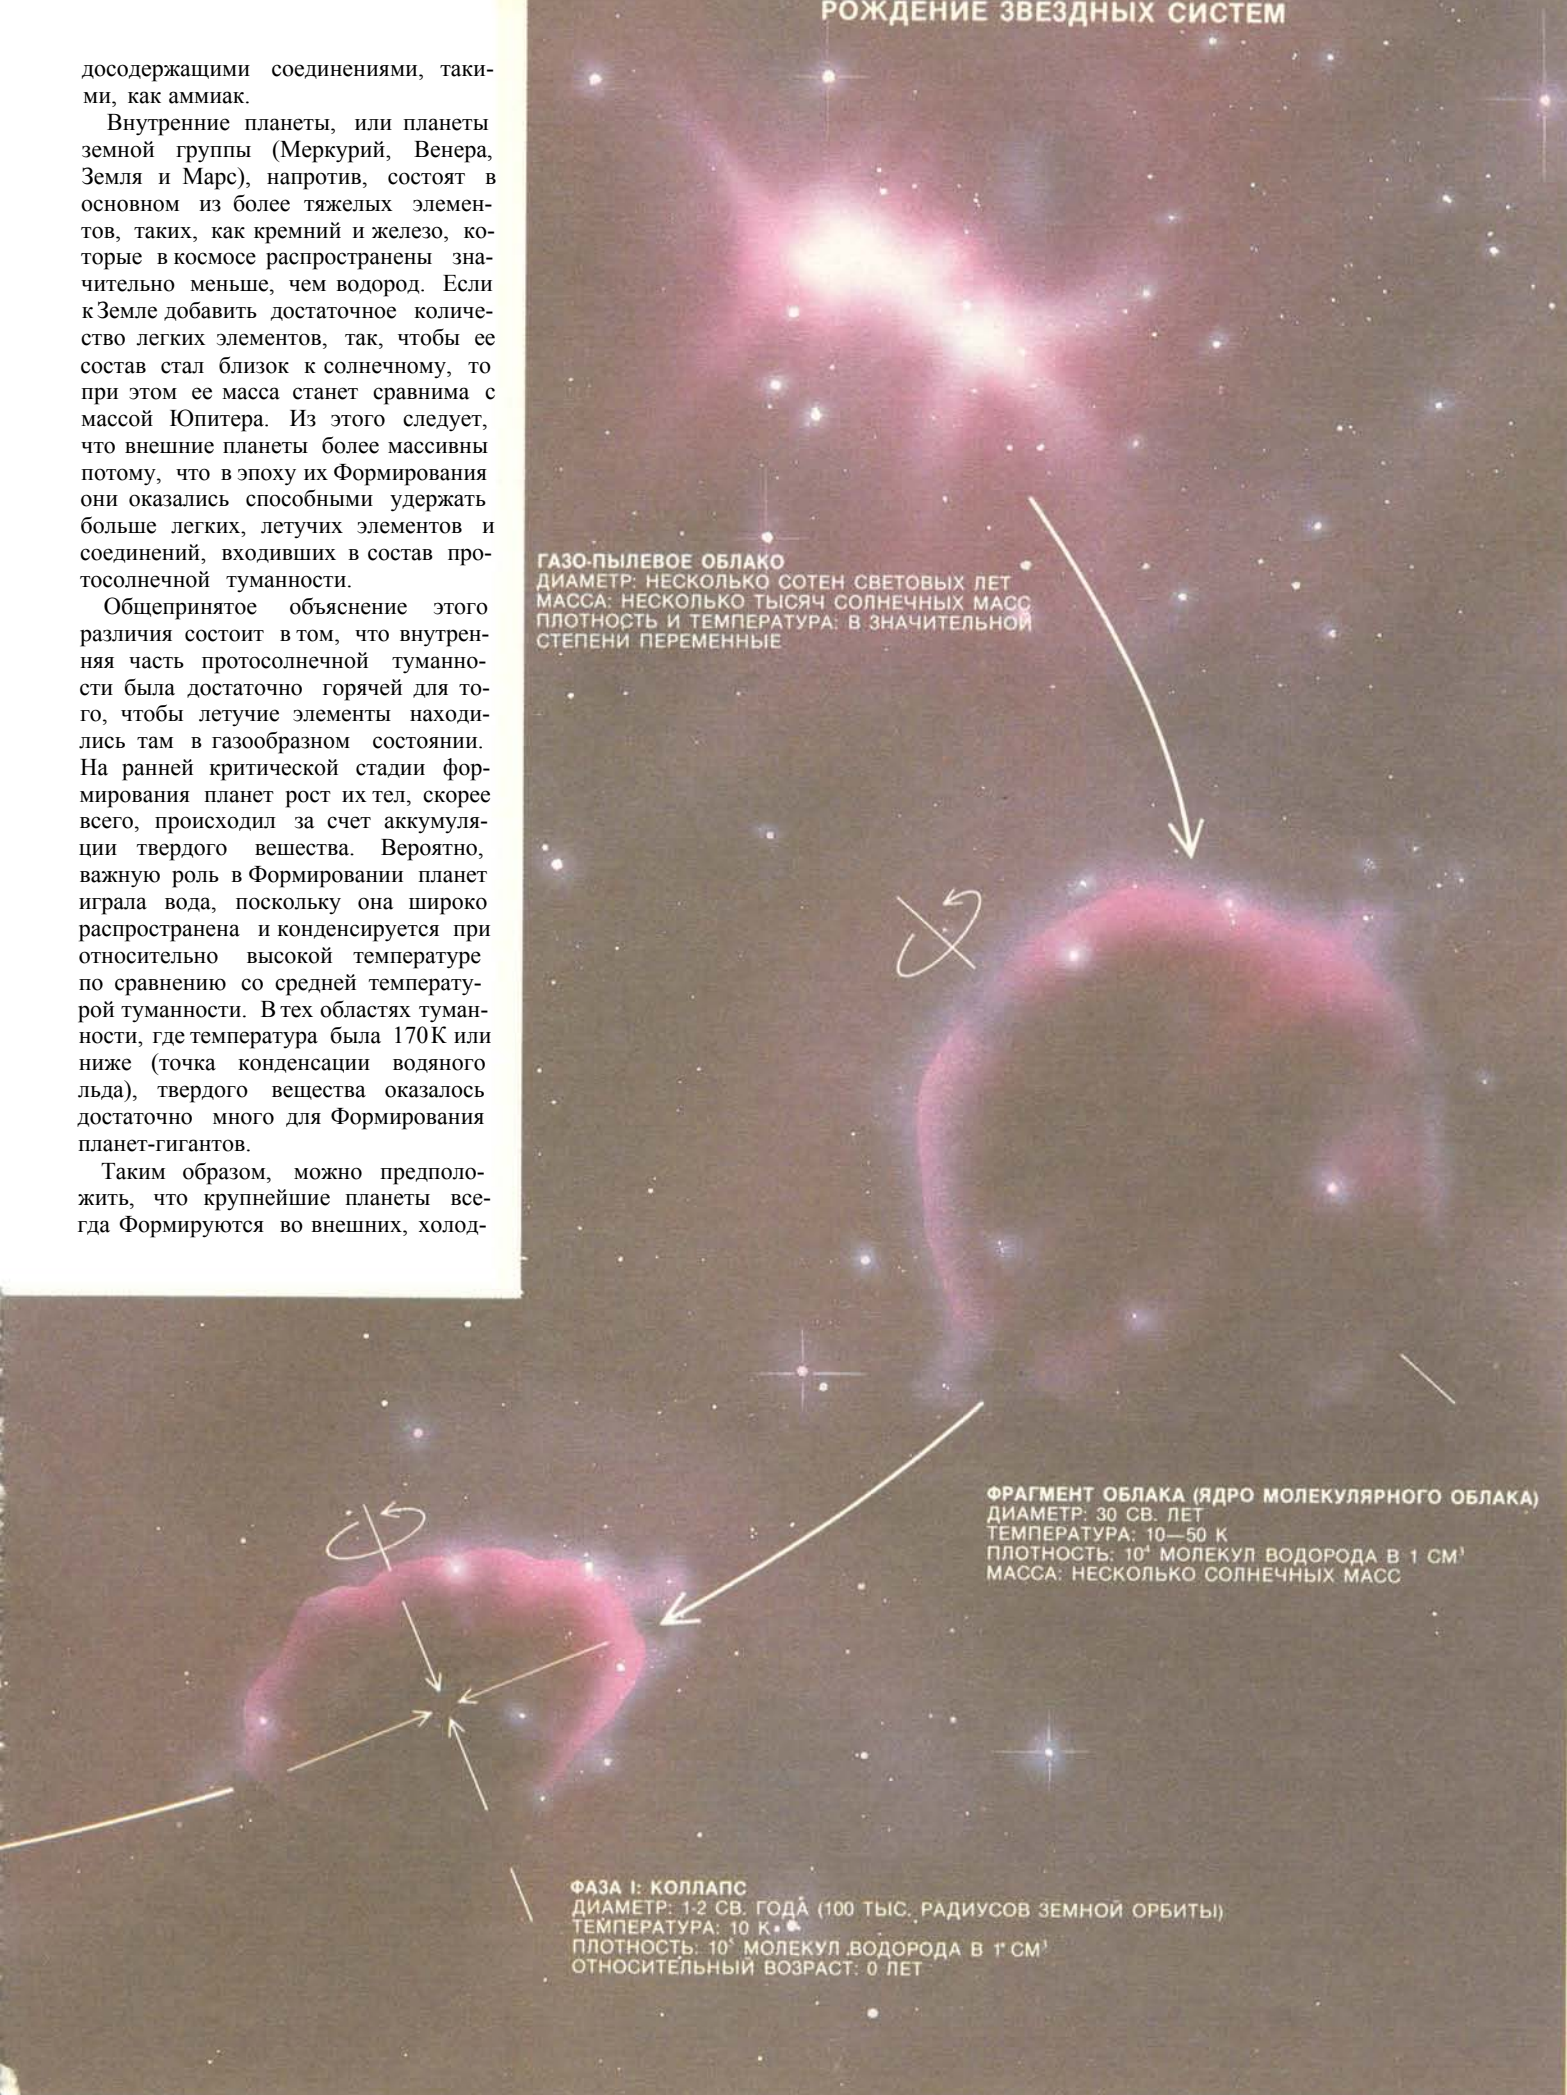 РОЖДЕНИЕ ЗВЕЗДНЫХ СИСТЕМ
досодержащими соединениями, таки-
ми, как аммиак.
Внутренние планеты, или планеты
земной группы (Меркурий, Венера,
Земля и Марс), напротив, состоят в
основном из более тяжелых элемен-
тов, таких, как кремний и железо, ко-
торые в космосе распространены зна-
чительно меньше, чем водород. Если
к Земле добавить достаточное количе-
ство легких элементов, так, чтобы ее
состав стал близок к солнечному, то
при этом ее масса станет сравнима с
массой Юпитера. Из этого следует,
что внешние планеты более массивны
потому, что в эпоху их Формирования
они оказались способными удержать
больше легких, летучих элементов и
соединений, входивших в состав про-
тосолнечной туманности.
Общепринятое объяснение этого
различия состоит в том, что внутрен-
няя часть протосолнечной туманно-
сти была достаточно горячей для то-
го, чтобы летучие элементы находи-
лись там в газообразном состоянии.
На ранней критической стадии фор-
мирования планет рост их тел, скорее
всего, происходил за счет аккумуля-
ции твердого вешества. Вероятно,
важную роль в Формировании планет
играла вода, поскольку она широко
распространена и конденсируется при
относительно высокой температуре
по сравнению со средней температу-
рой туманности. В тех областях туман-
ности, где температура была 170К или
ниже (точка конденсации водяного
льда), твердого вещества оказалось
достаточно много для Формирования
планет-гигантов.
Таким образом, можно предполо-
жить, что крупнейшие планеты все-
гда Формируются во внешних, холод-
ГАЗО-ПЫЛЕВОЕ ОБЛАКО
ДИАМЕТР: НЕСКОЛЬКО СОТЕН СВЕТОВЫХ ЛЕТ
МАССА: НЕСКОЛЬКО ТЫСЯЧ СОЛНЕЧНЫХ МАСС
ПЛОТНОСТЬ И ТЕМПЕРАТУРА: В ЗНАЧИТЕЛЬНОЙ
СТЕПЕНИ ПЕРЕМЕННЫЕ
ФРАГМЕНТ ОБЛАКА (ЯДРО МОЛЕКУЛЯРНОГО ОБЛАКА)
ДИАМЕТР: 30 СВ. ЛЕТ
ТЕМПЕРАТУРА: 10—50 К
ПЛОТНОСТЬ: 10⁴ МОЛЕКУЛ ВОДОРОДА В 1 СМ³
МАССА: НЕСКОЛЬКО СОЛНЕЧНЫХ МАСС
ФАЗА I: КОЛЛАПС
ДИАМЕТР: 1-2 СВ. ГОДА (100 ТЫС. РАДИУСОВ ЗЕМНОЙ ОРБИТЫ)
ТЕМПЕРАТУРА: 10 К
ПЛОТНОСТЬ: 10⁵ МОЛЕКУЛ ВОДОРОДА В 1 СМ³
ОТНОСИТЕЛЬНЫЙ ВОЗРАСТ: 0 ЛЕТ